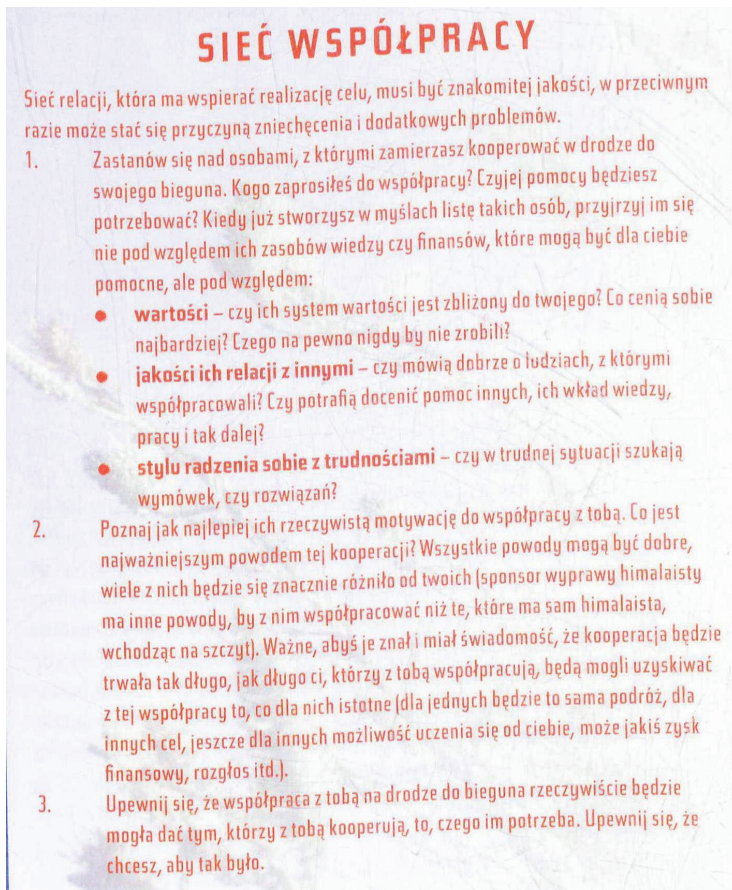 SIEĆ WSPÓŁPRACY
Sieć relacji, która ma wspierać realizację celu, musi być znakomitej jakości, w przeciwnym
razie może stać się przyczyną zniechęcenia i dodatkowych problemów.
1. Zastanów się nad osobami, z którymi zamierzasz kooperować w drodze do
swojego bieguna. Kogo zaprosiłeś do współpracy? Czyjej pomocy będziesz
potrzebować? Kiedy już stworzysz w myślach listę takich osób, przyjrzyj im się
nie pod względem ich zasobów wiedzy czy finansów, które mogą być dla ciebie
pomocne, ale pod względem:
● wartości – czy ich system wartości jest zbliżony do twojego? Co cenią sobie
najbardziej? Czego na pewno nigdy by nie zrobili?
● jakości ich relacji z innymi – czy mówią dobrze o ludziach, z którymi
współpracowali? Czy potrafią docenić pomoc innych, ich wkład wiedzy,
pracy i tak dalej?
● stylu radzenia sobie z trudnościami – czy w trudnej sytuacji szukają
wymówek, czy rozwiązań?
2. Poznaj jak najlepiej ich rzeczywistą motywację do współpracy z tobą. Co jest
najważniejszym powodem tej kooperacji? Wszystkie powody mogą być dobre,
wiele z nich będzie się znacznie różniło od twoich (sponsor wyprawy himalaisty
ma inne powody, by z nim współpracować niż te, które ma sam himalaista,
wchodząc na szczyt). Ważne, abyś je znał i miał świadomość, że kooperacja będzie
trwała tak długo, jak długo ci, którzy z tobą współpracują, będą mogli uzyskiwać
z tej współpracy to, co dla nich istotne (dla jednych będzie to sama podróż, dla
innych cel, jeszcze dla innych możliwość uczenia się od ciebie, może jakiś zysk
finansowy, rozgłos itd.).
3. Upewnij się, że współpraca z tobą na drodze do bieguna rzeczywiście będzie
mogła dać tym, którzy z tobą kooperują, to, czego im potrzeba. Upewnij się, że
chcesz, aby tak było.